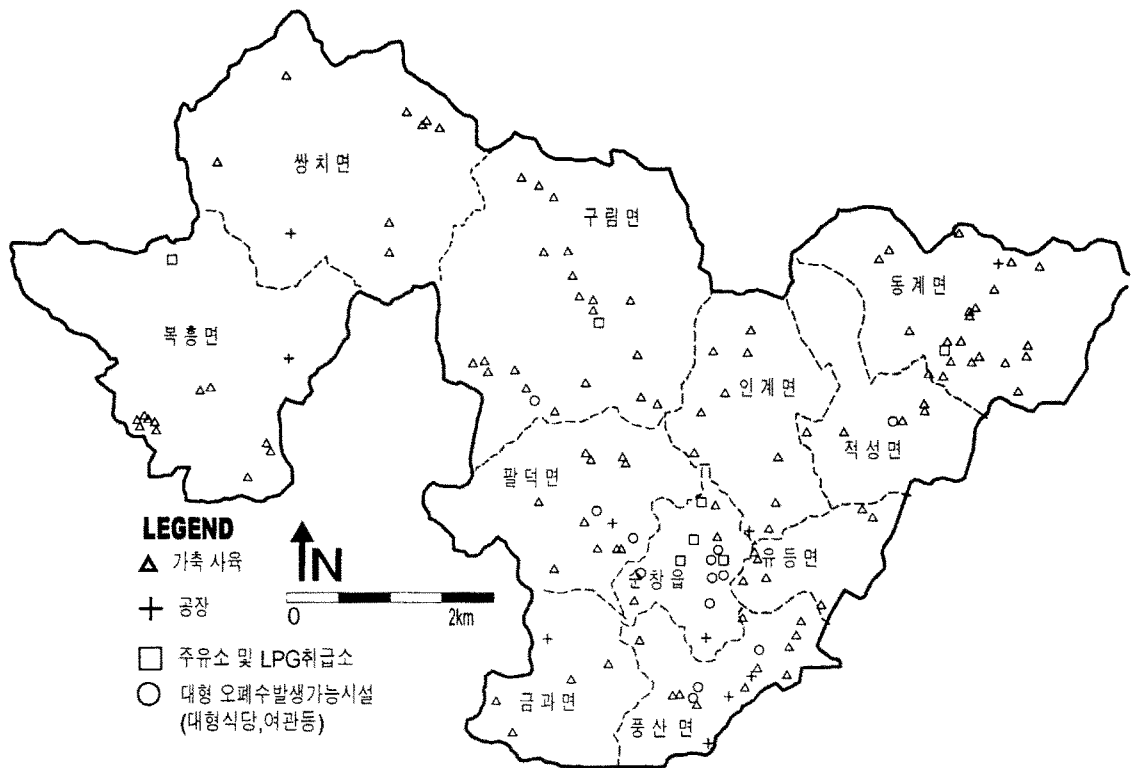 쌍치면
구림면
동계면
복흥면
인계면
적성면
팔덕면
유등면
순창읍
금과면
풍산면
LEGEND
가축 사육
공장
주유소 및 LPG취급소
대형 오폐수발생가능시설
(대형식당,여관등)
N
0 2km